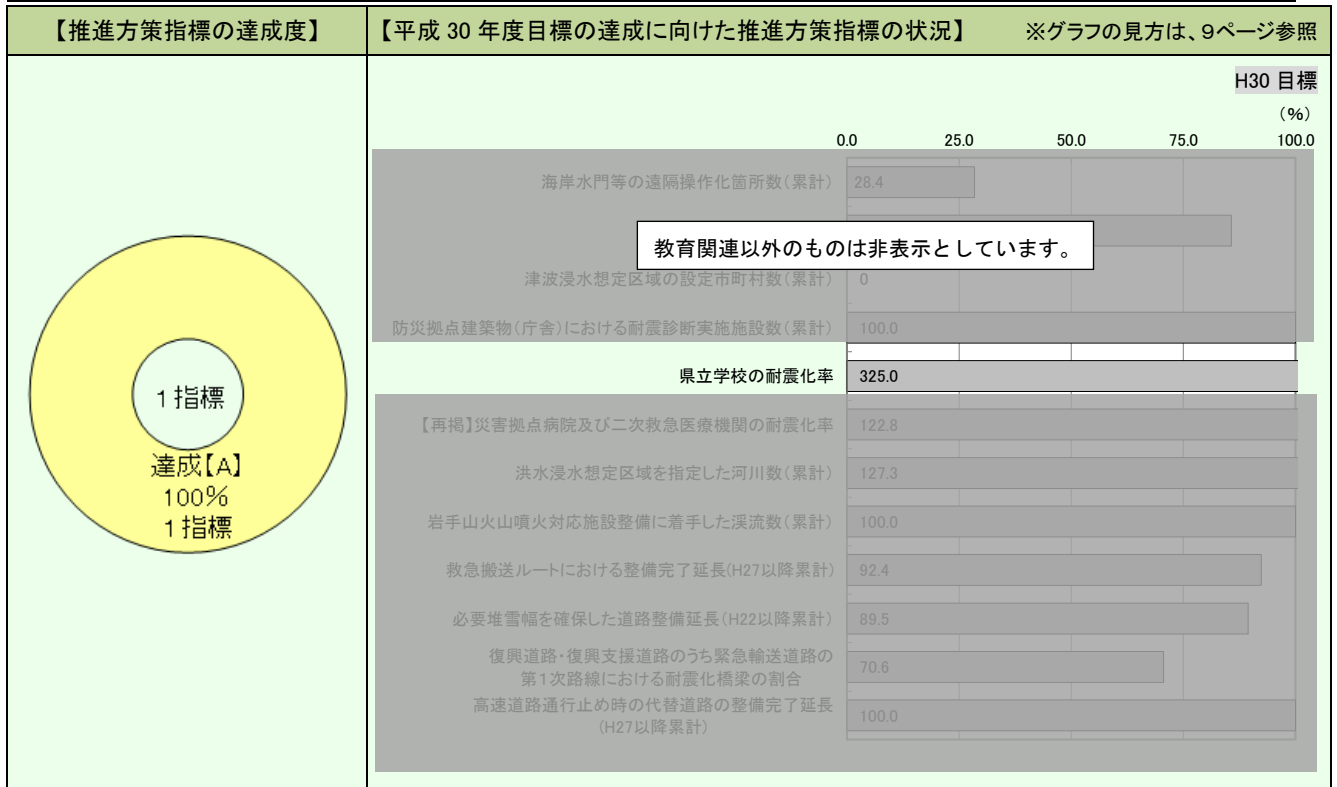 【推進方策指標の達成度】
【平成 30 年度目標の達成に向けた推進方策指標の状況】 ※グラフの見方は、9ページ参照
1指標
達成【A】
100%
1指標
H30 目標
(%)
0.0 25.0 50.0 75.0 100.0
海岸水門等の遠隔操作化箇所数(累計) 28.4
教育関連以外のものは非表示としています。
津波浸水想定区域の設定市町村数(累計) 0
防災拠点建築物(庁舎)における耐震診断実施施設数(累計) 100.0
県立学校の耐震化率 325.0
【再掲】災害拠点病院及び二次救急医療機関の耐震化率 122.8
洪水浸水想定区域を指定した河川数(累計) 127.3
岩手山火山噴火対応施設整備に着手した渓流数(累計) 100.0
救急搬送ルートにおける整備完了延長(H27以降累計) 92.4
必要堆雪幅を確保した道路整備延長(H22以降累計) 89.5
復興道路・復興支援道路のうち緊急輸送道路の
第1次路線における耐震化橋梁の割合 70.6
高速道路通行止め時の代替道路の整備完了延長
(H27以降累計) 100.0